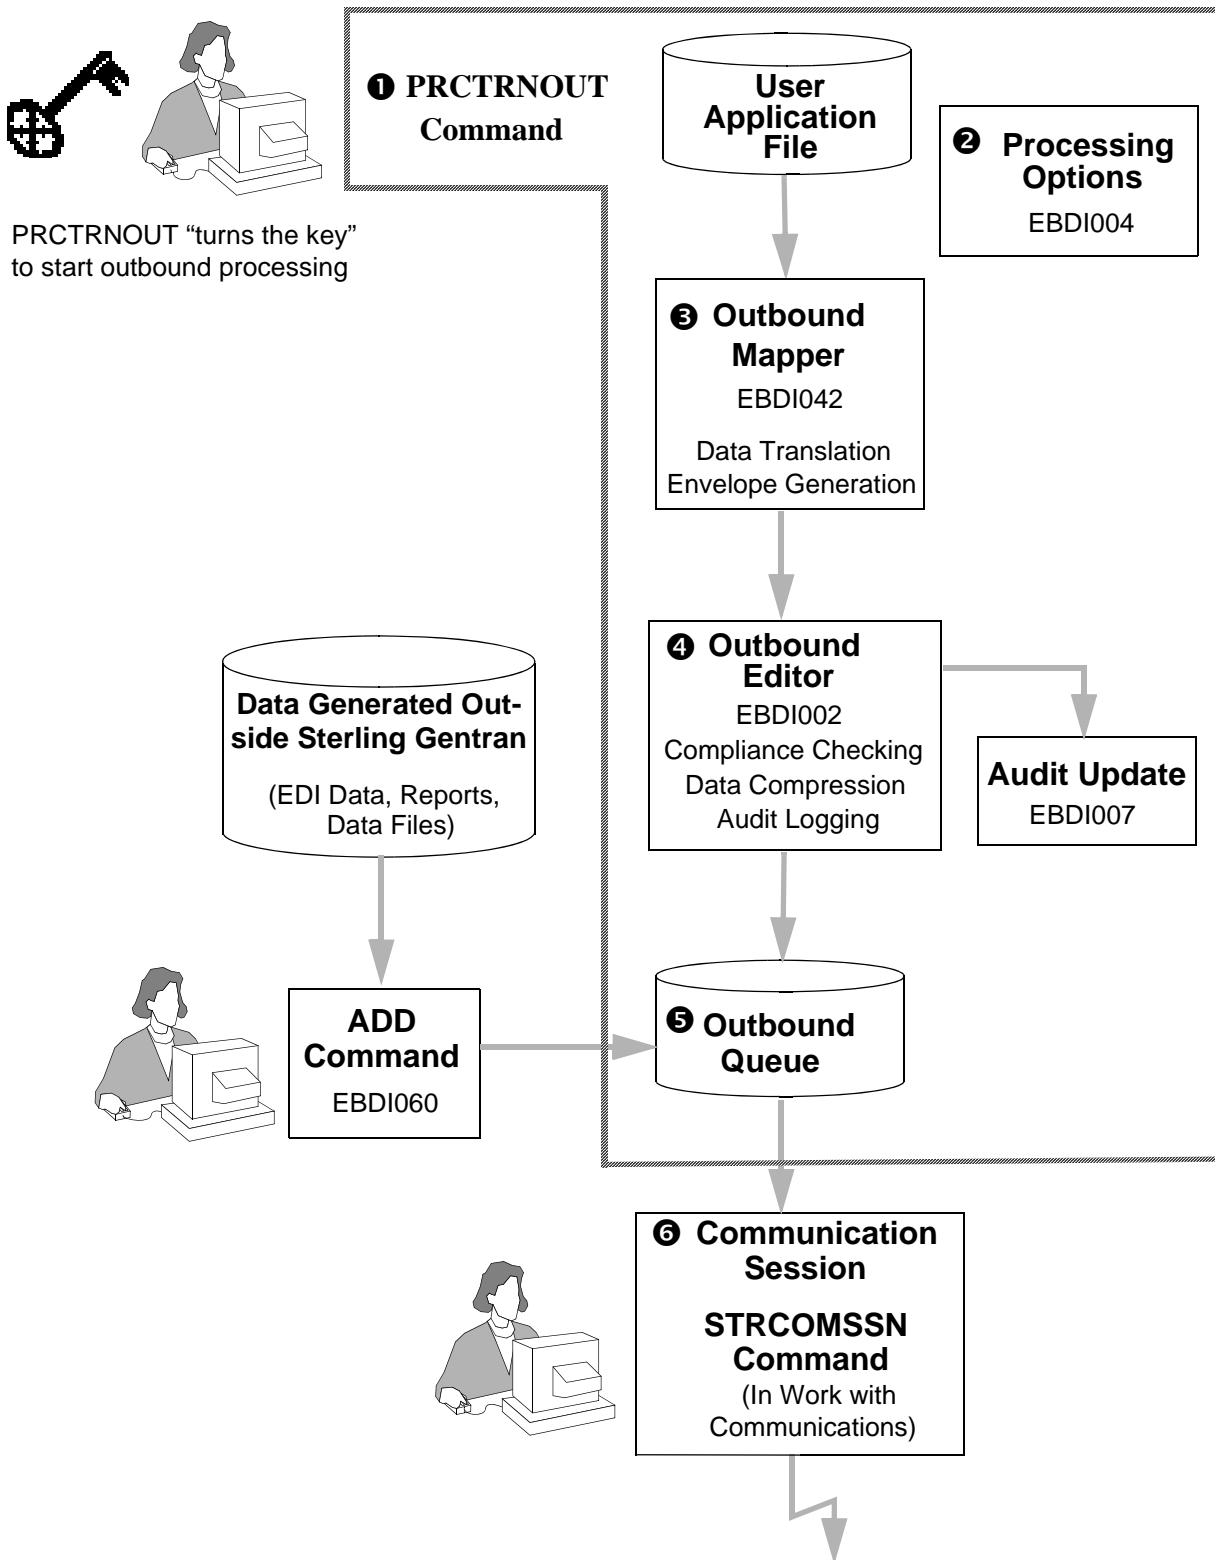 ❶ PRCTRNOUT
Command
User
Application
File
❷ Processing
Options
EBDI004
PRCTRNOUT “turns the key”
to start outbound processing
❸ Outbound
Mapper
EBDI042
Data Translation
Envelope Generation
❹ Outbound
Editor
EBDI002
Compliance Checking
Data Compression
Audit Logging
Audit Update
EBDI007
Data Generated Out-
side Sterling Gentran
(EDI Data, Reports,
Data Files)
ADD
Command
EBDI060
❺ Outbound
Queue
❻ Communication
Session
STRCOMSSN
Command
(In Work with
Communications)